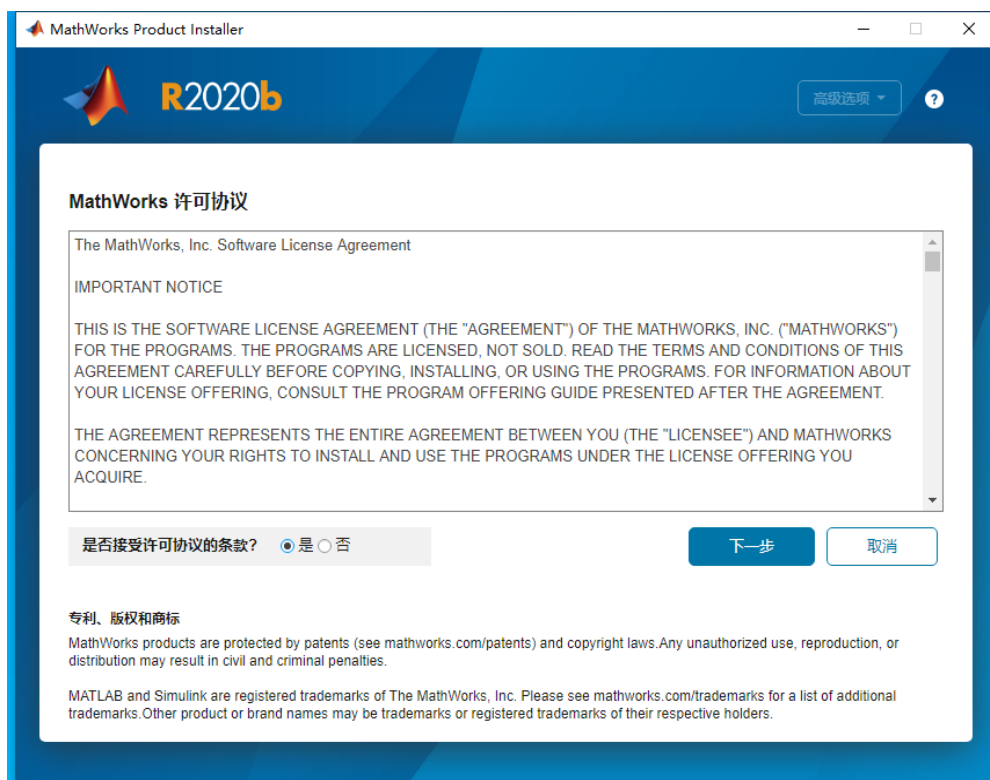 MathWorks Product Installer
R2020b
高级选项
?
MathWorks 许可协议
The MathWorks, Inc. Software License Agreement
IMPORTANT NOTICE
THIS IS THE SOFTWARE LICENSE AGREEMENT (THE "AGREEMENT") OF THE MATHWORKS, INC. ("MATHWORKS")
FOR THE PROGRAMS. THE PROGRAMS ARE LICENSED, NOT SOLD. READ THE TERMS AND CONDITIONS OF THIS
AGREEMENT CAREFULLY BEFORE COPYING, INSTALLING, OR USING THE PROGRAMS. FOR INFORMATION ABOUT
YOUR LICENSE OFFERING, CONSULT THE PROGRAM OFFERING GUIDE PRESENTED AFTER THE AGREEMENT.
THE AGREEMENT REPRESENTS THE ENTIRE AGREEMENT BETWEEN YOU (THE "LICENSEE") AND MATHWORKS
CONCERNING YOUR RIGHTS TO INSTALL AND USE THE PROGRAMS UNDER THE LICENSE OFFERING YOU
ACQUIRE.
是否接受许可协议的条款? 是 否
下一步
取消
专利、版权和商标
MathWorks products are protected by patents (see mathworks.com/patents) and copyright laws.Any unauthorized use, reproduction, or
distribution may result in civil and criminal penalties.
MATLAB and Simulink are registered trademarks of The MathWorks, Inc. Please see mathworks.com/trademarks for a list of additional
trademarks.Other product or brand names may be trademarks or registered trademarks of their respective holders.